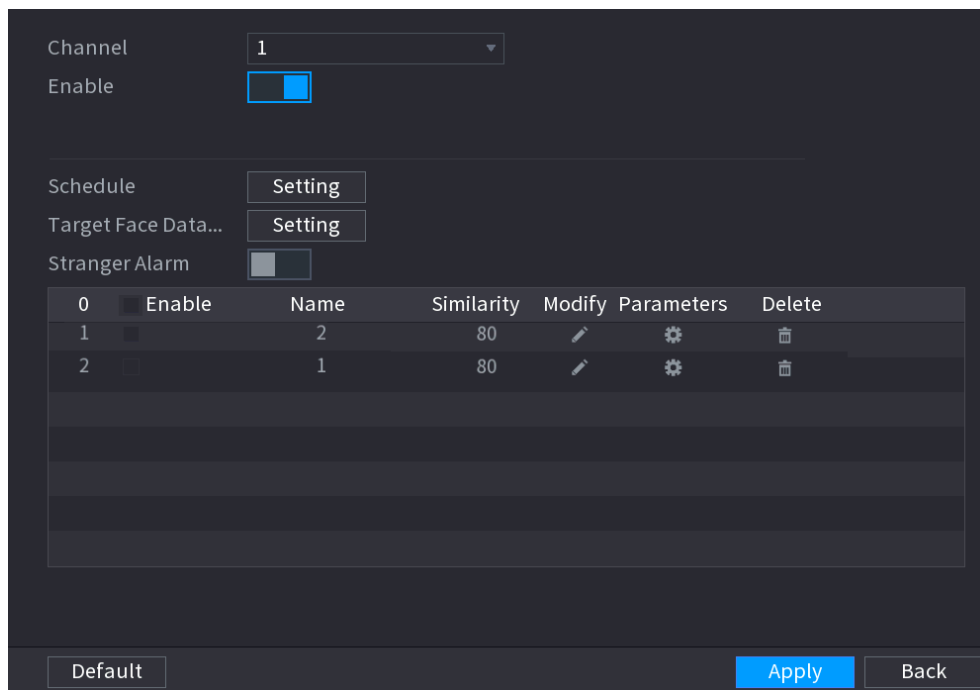 Channel 1
Enable
Schedule Setting
Target Face Data... Setting
Stranger Alarm
0 Enable Name Similarity Modify Parameters Delete
1 2 80
2 1 80
Default Apply Back